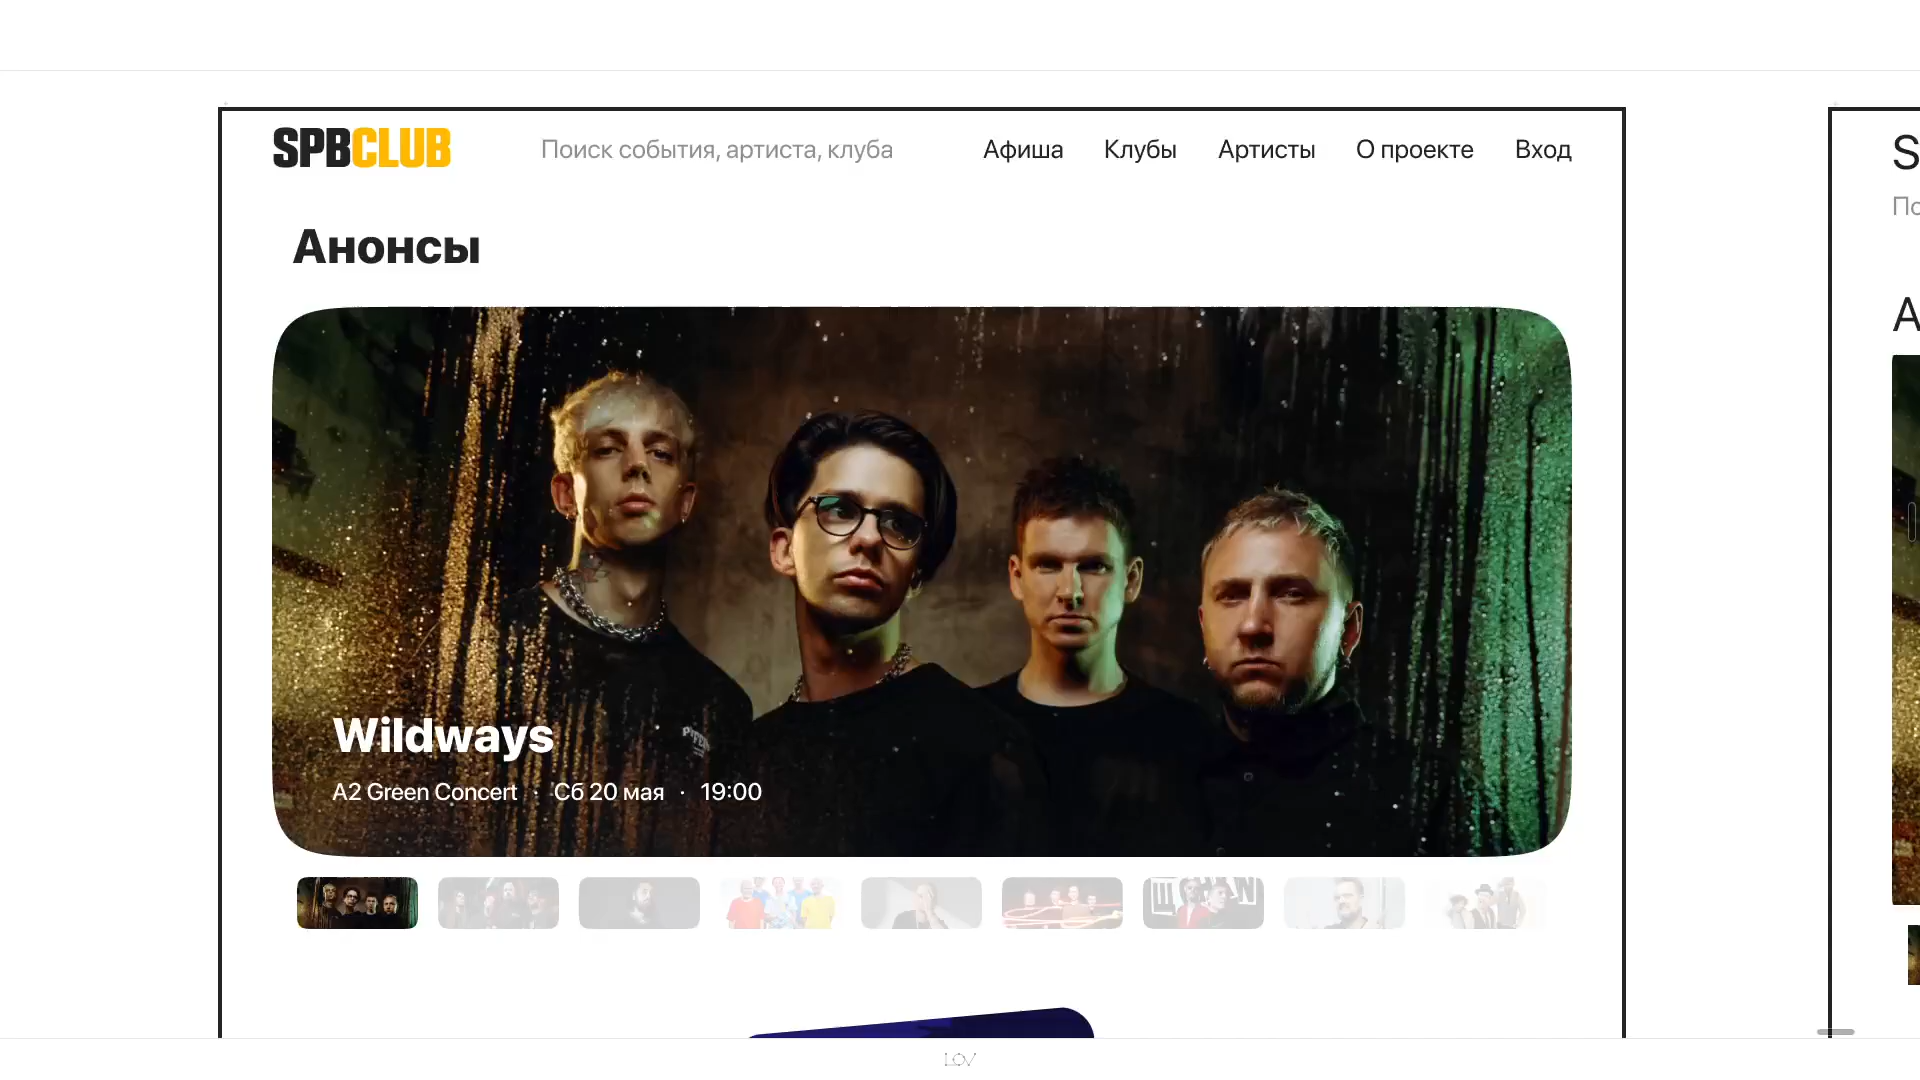 SPBCLUB
Поиск события, артиста, клуба
Афиша
Клубы
Артисты
О проекте
Вход
Анонсы
Wildways
A2 Green Concert · Сб 20 мая · 19:00
LOV